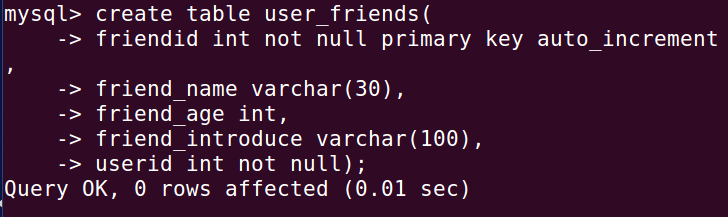 mysql> create table user_friends(
    -> friendid int not null primary key auto_increment
,
    -> friend_name varchar(30),
    -> friend_age int,
    -> friend_introduce varchar(100),
    -> userid int not null);
Query OK, 0 rows affected (0.01 sec)